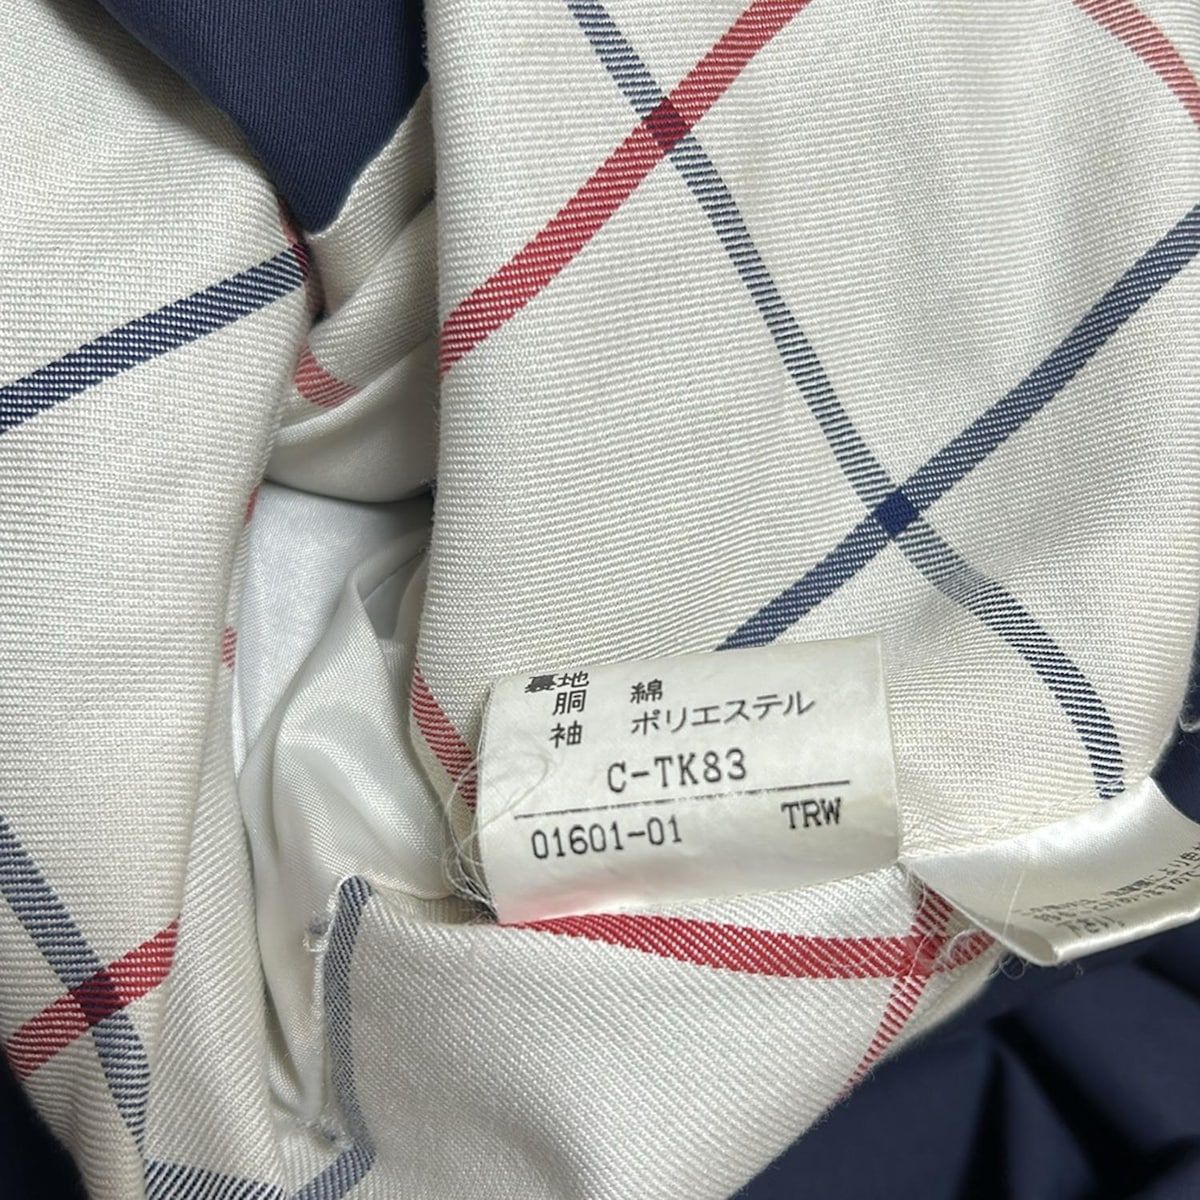 裏地
胴 綿
袖 ポリエステル
C-TK83
01601-01 TRW